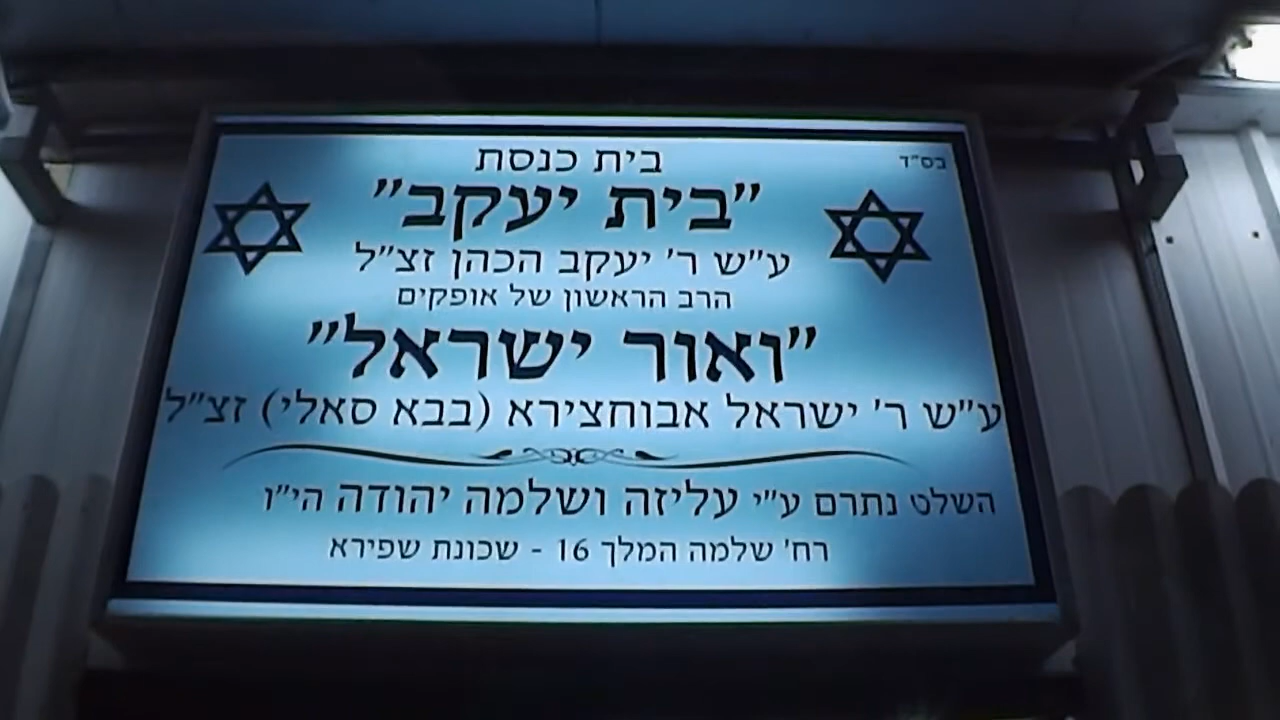 בס"ד
בית כנסת
"בית יעקב"
ע"ש ר' יעקב הכהן זצ"ל
הרב הראשון של אופקים
"ואור ישראל"
ע"ש ר' ישראל אבוחצירא (בבא סאלי) זצ"ל
השלט נתרם ע"י עליזה ושלמה יהודה הי"ו
רח' שלמה המלך 16 - שכונת שפירא